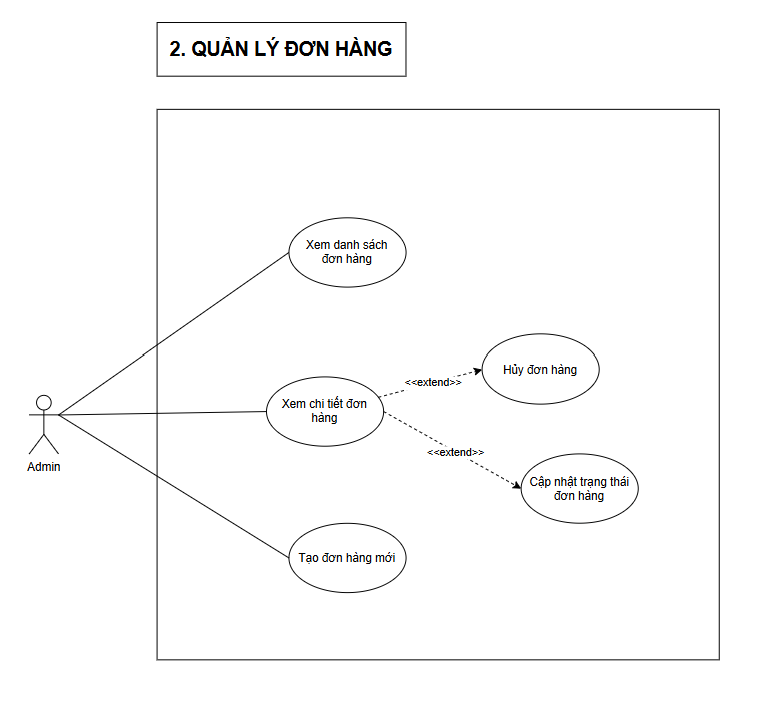 2. QUẢN LÝ ĐƠN HÀNG
Xem danh sách
đơn hàng
Hủy đơn hàng
<<extend>>
Xem chi tiết đơn
hàng
<<extend>>
Cập nhật trạng thái
đơn hàng
Admin
Tạo đơn hàng mới